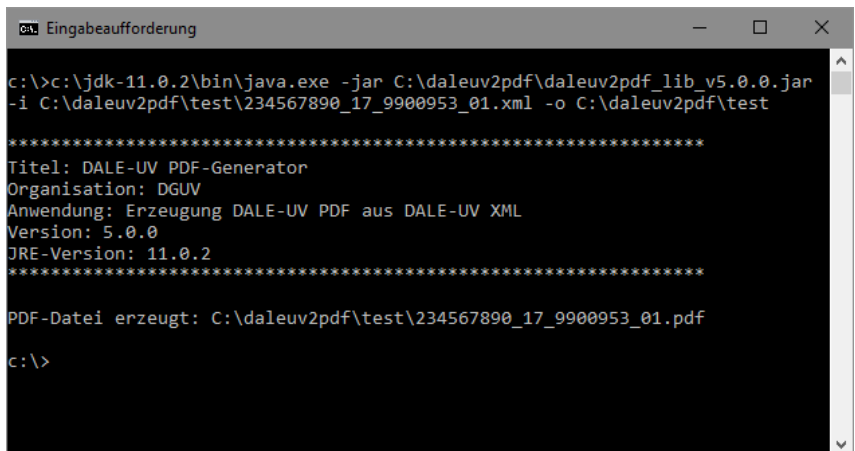 Eingabeaufforderung
c:\>c:\jdk-11.0.2\bin\java.exe -jar C:\daleuv2pdf\daleuv2pdf_lib_v5.0.0.jar
-i C:\daleuv2pdf\test\234567890_17_9900953_01.xml -o C:\daleuv2pdf\test
*****************************************************************
Titel: DALE-UV PDF-Generator
Organisation: DGUV
Anwendung: Erzeugung DALE-UV PDF aus DALE-UV XML
Version: 5.0.0
JRE-Version: 11.0.2
*****************************************************************
PDF-Datei erzeugt: C:\daleuv2pdf\test\234567890_17_9900953_01.pdf
c:\>